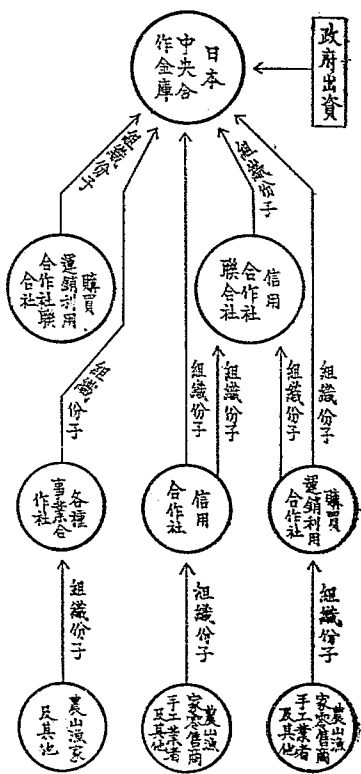 政府出資
日本
中央合
作金庫
組織份子
組織份子
組織份子
購買
運銷利用
合作社聯
合社
信用
合作社
聯合社
組織份子
組織份子
組織份子
組織份子
各種
事業合
作社
信用
合作社
購買
運銷利用
合作社
組織份子
組織份子
組織份子
農山漁家
及其他
農山漁
家零售商
手工業者
及其他
農山漁
家零售商
手工業者
及其他